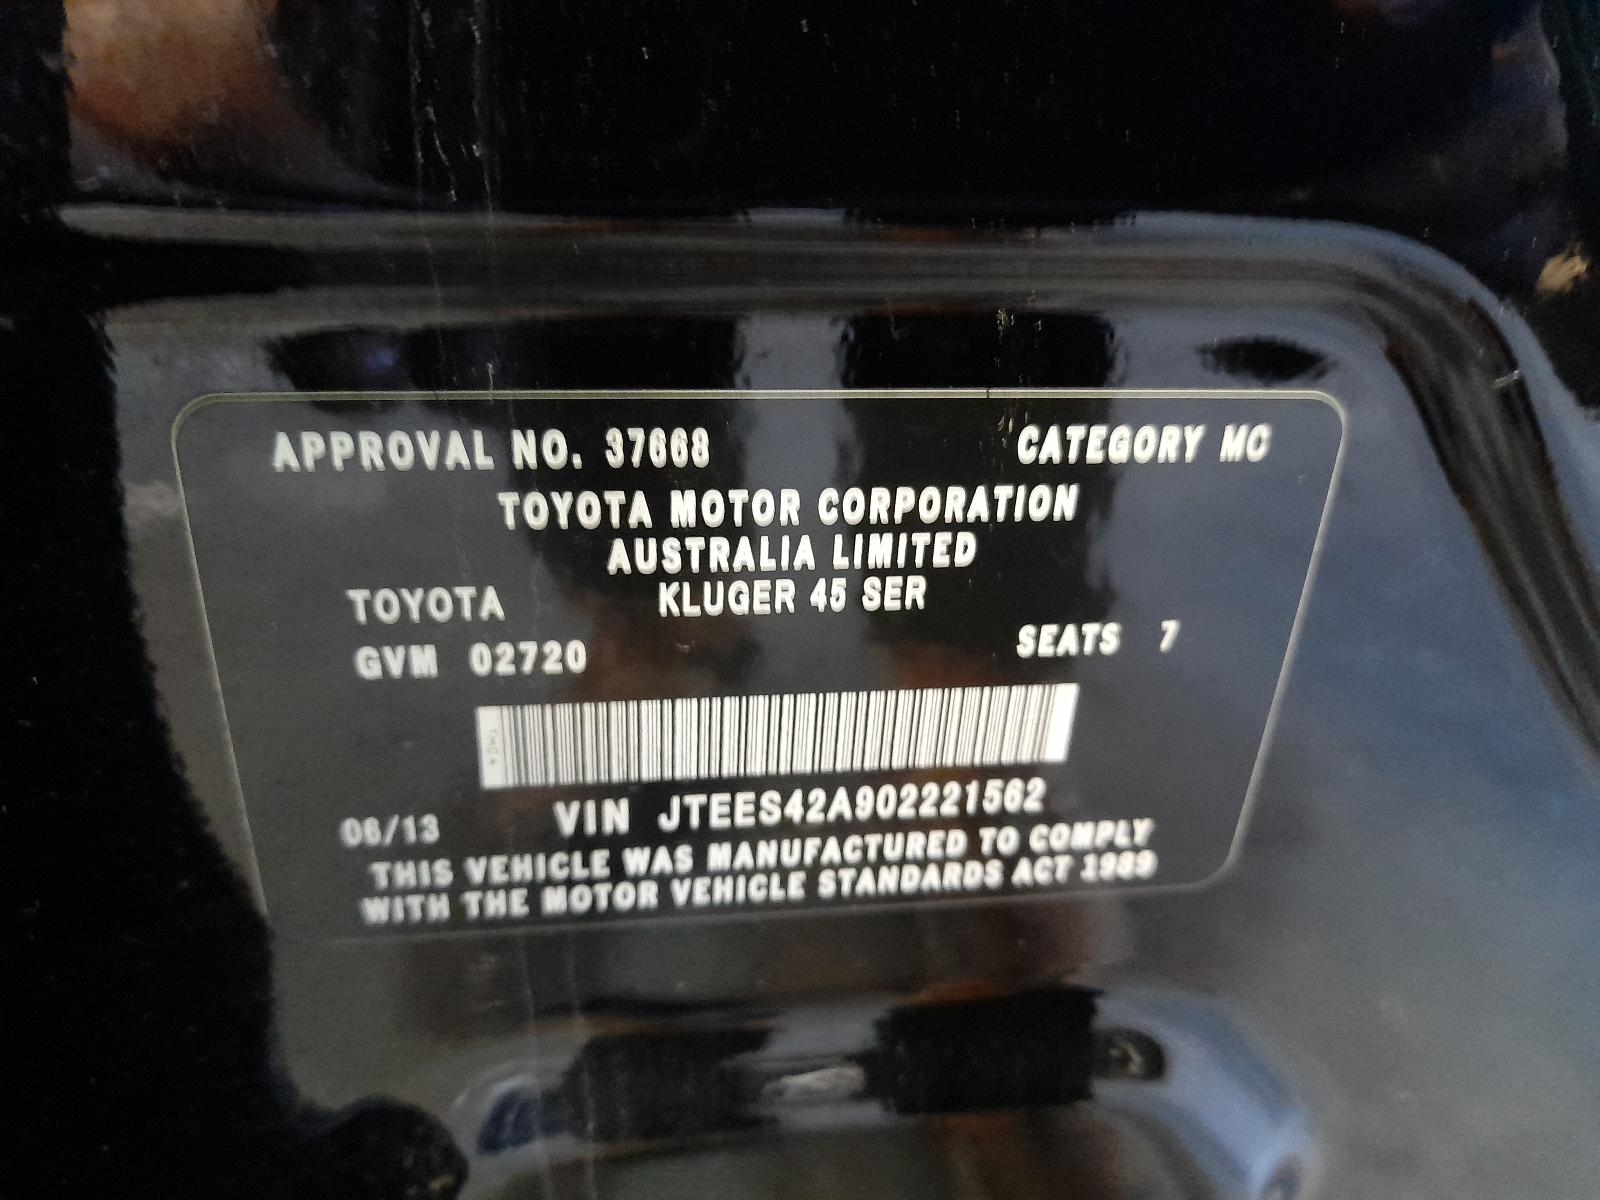 APPROVAL NO. 37668 CATEGORY MC
TOYOTA MOTOR CORPORATION
AUSTRALIA LIMITED
TOYOTA KLUGER 45 SER
GVM 02720 SEATS 7
06/13 VIN JTEES42A902221562
THIS VEHICLE WAS MANUFACTURED TO COMPLY
WITH THE MOTOR VEHICLE STANDARDS ACT 1989